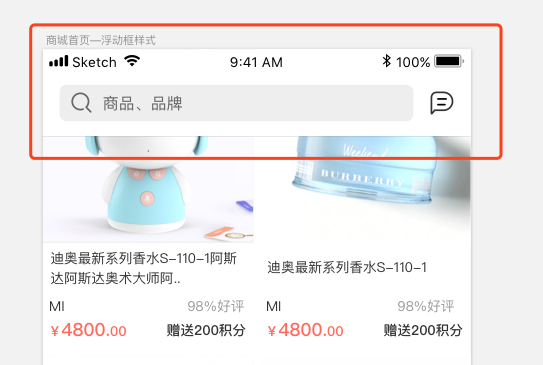 商城首页—浮动框样式
Sketch
9:41 AM
100%
商品、品牌
Weekend
BURBERRY
迪奥最新系列香水S-110-1阿斯
达阿斯达奥术大师阿..
迪奥最新系列香水S-110-1
MI
98%好评
MI
98%好评
¥4800.00
赠送200积分
¥4800.00
赠送200积分